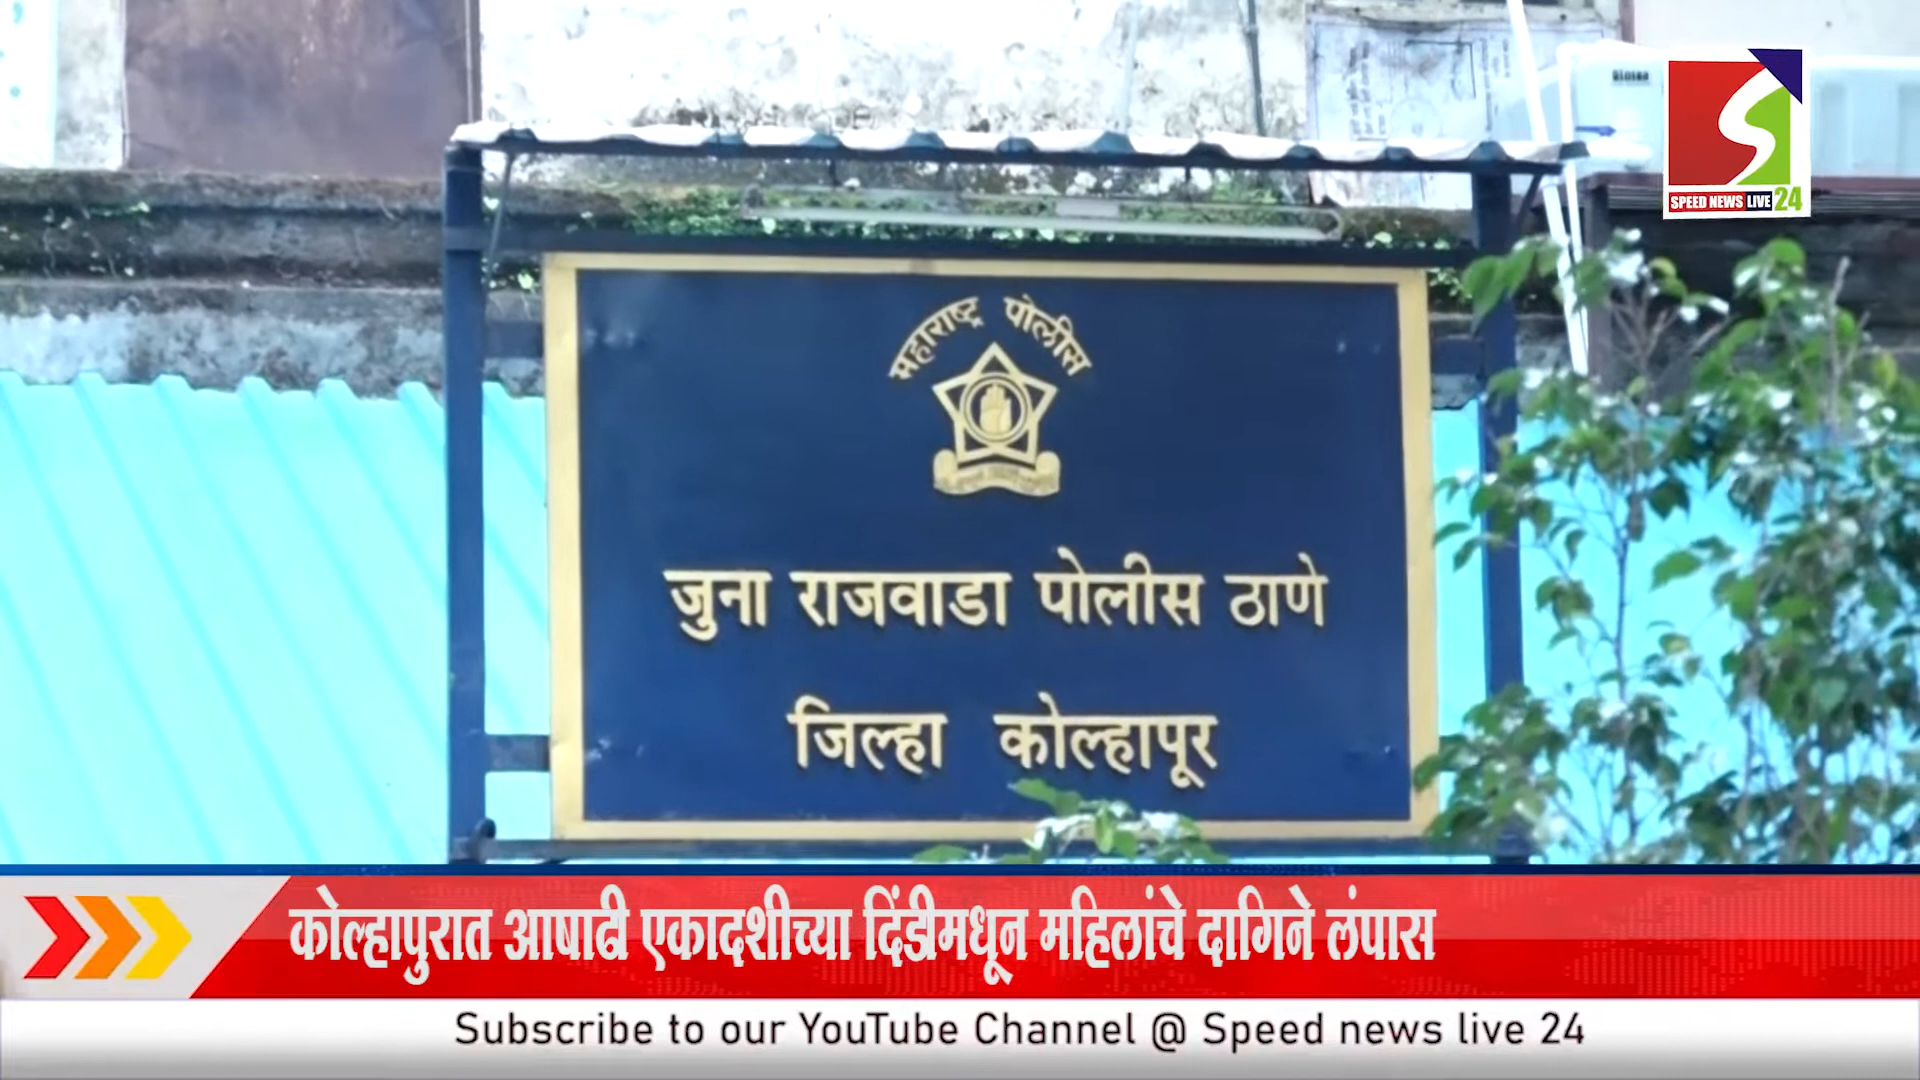 SPEED NEWS LIVE 24
महाराष्ट्र पोलीस
जुना राजवाडा पोलीस ठाणे
जिल्हा कोल्हापूर
कोल्हापुरात आषाढी एकादशीच्या दिंडीमधून महिलांचे दागिने लंपास
Subscribe to our YouTube Channel @ Speed news live 24